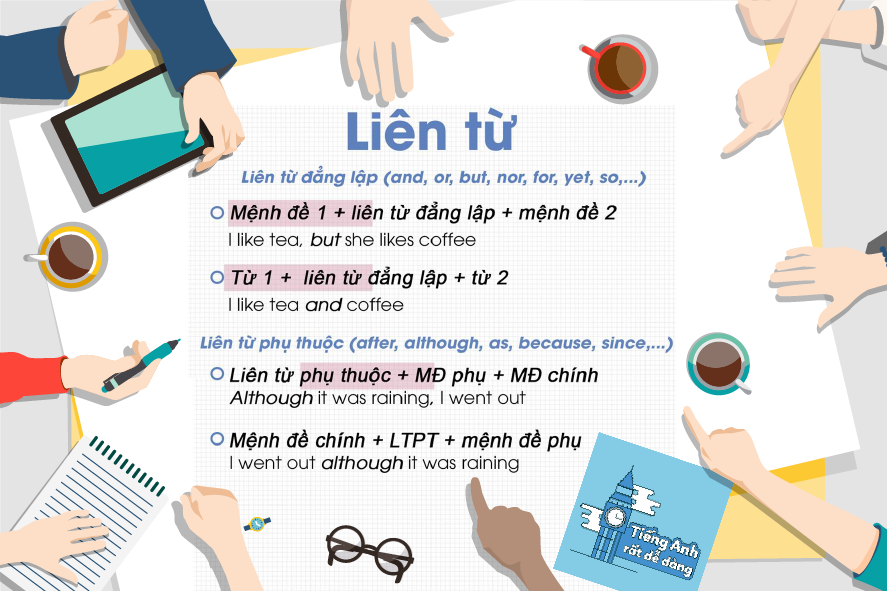 Liên từ
Liên từ đẳng lập (and, or, but, nor, for, yet, so,...)
Mệnh đề 1 + liên từ đẳng lập + mệnh đề 2
I like tea, but she likes coffee
Từ 1 + liên từ đẳng lập + từ 2
I like tea and coffee
Liên từ phụ thuộc (after, although, as, because, since,...)
Liên từ phụ thuộc + MĐ phụ + MĐ chính
Although it was raining, I went out
Mệnh đề chính + LTPT + mệnh đề phụ
I went out although it was raining
Tiếng Anh
rất dễ dàng